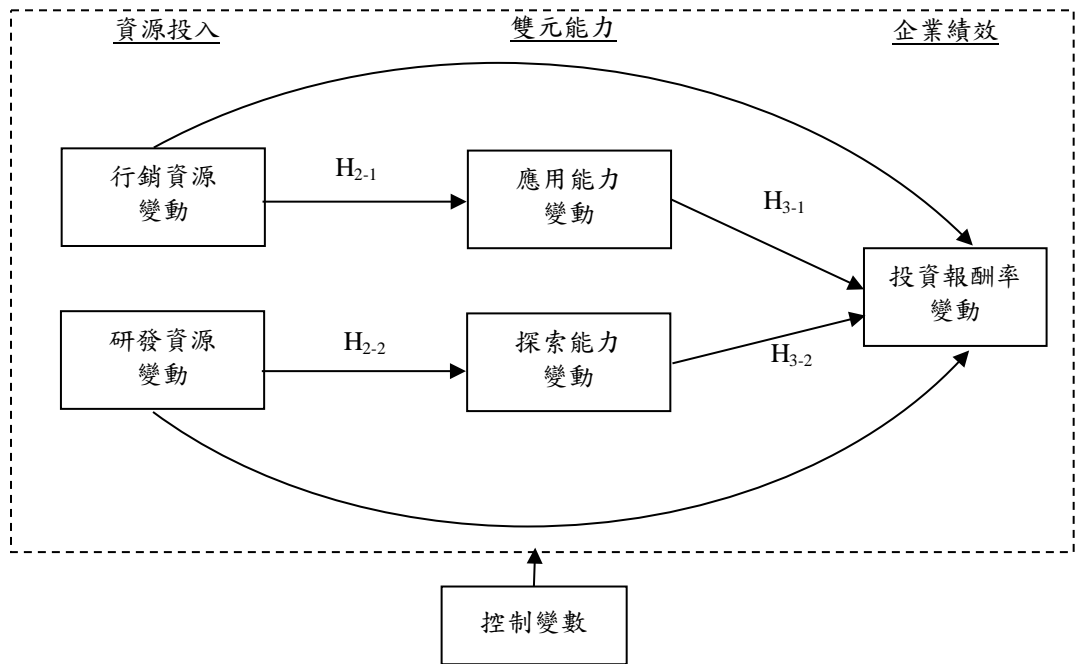 資源投入
雙元能力
企業績效
行銷資源
變動
H2-1
應用能力
變動
H3-1
投資報酬率
變動
研發資源
變動
H2-2
探索能力
變動
H3-2
控制變數